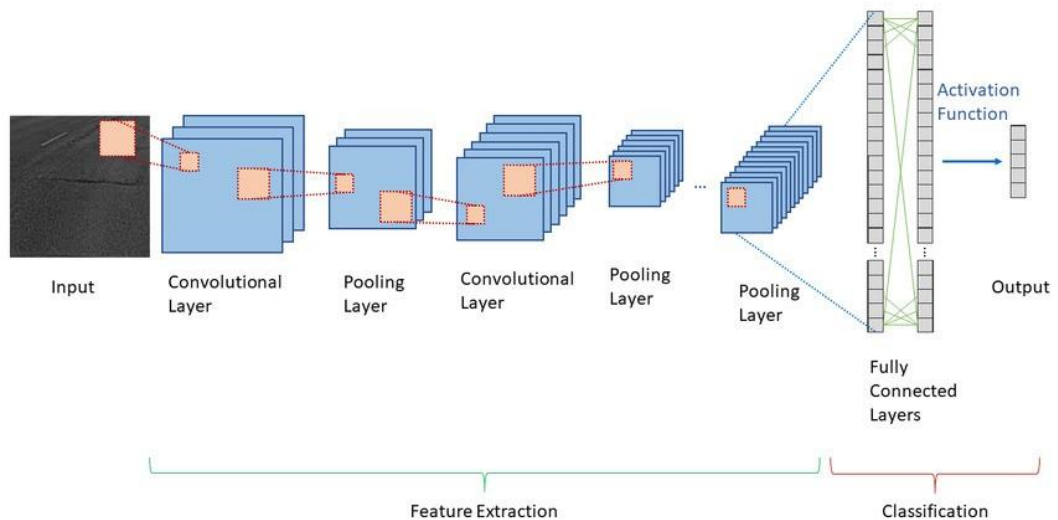 Activation
Function
Input
Convolutional
Layer
Pooling
Layer
Convolutional
Layer
Pooling
Layer
...
Pooling
Layer
Output
Fully
Connected
Layers
Feature Extraction
Classification